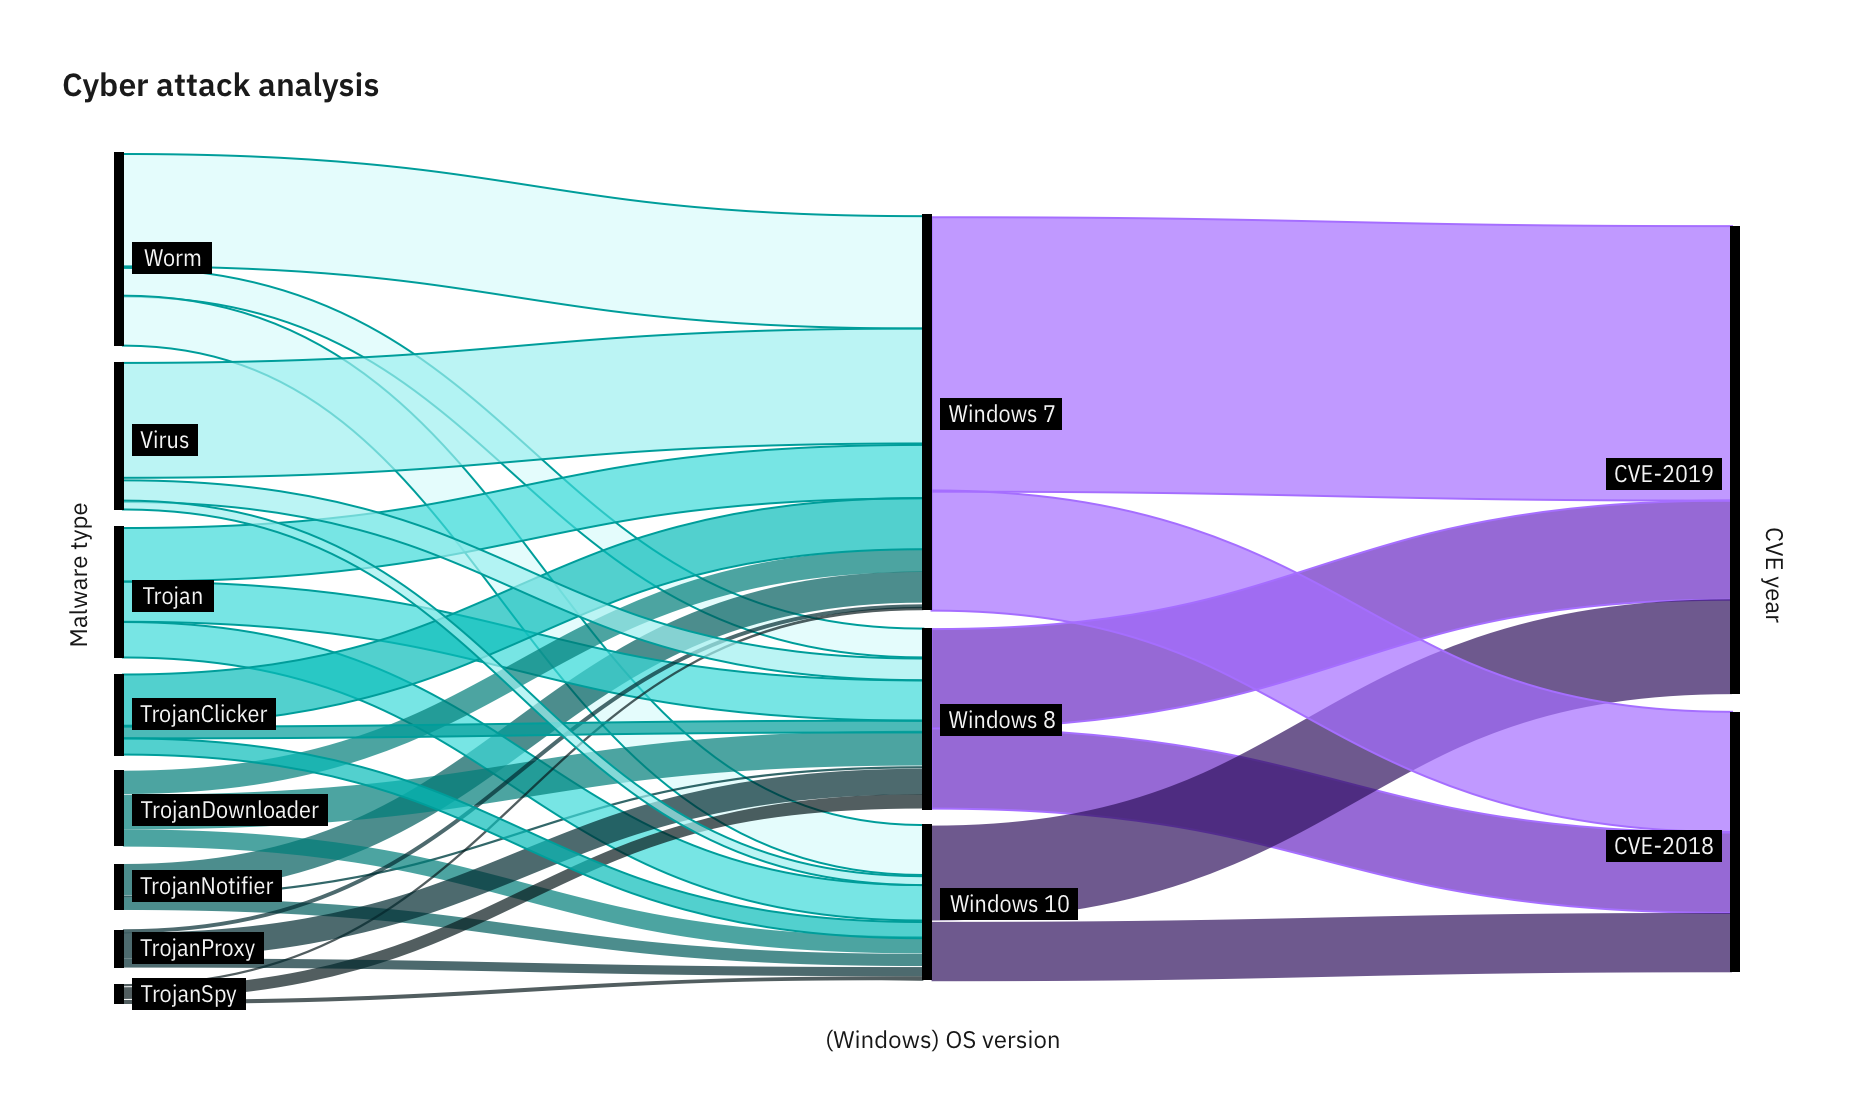 Cyber attack analysis
Malware type
Worm
Virus
Trojan
TrojanClicker
TrojanDownloader
TrojanNotifier
TrojanProxy
TrojanSpy
Windows 7
Windows 8
Windows 10
(Windows) OS version
CVE-2019
CVE-2018
CVE year